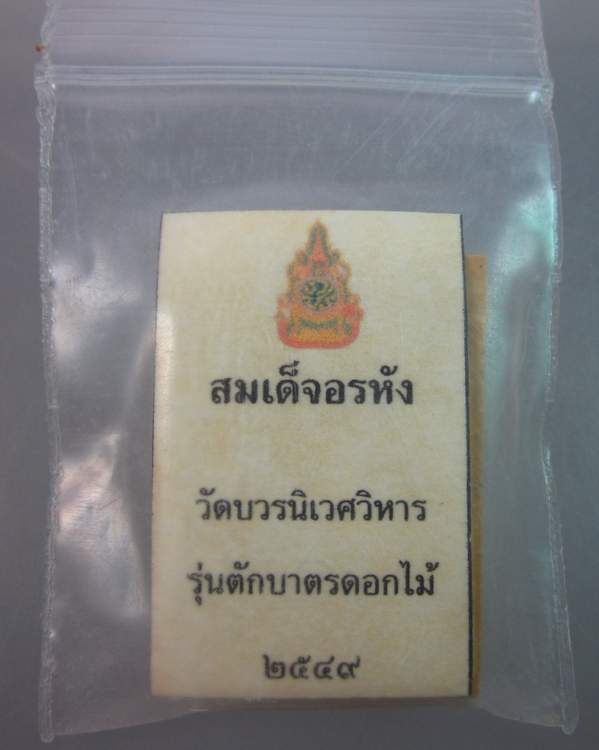 สมเด็จอรหัง
วัดบวรนิเวศวิหาร
รุ่นตักบาตรดอกไม้
๒๕๔๙